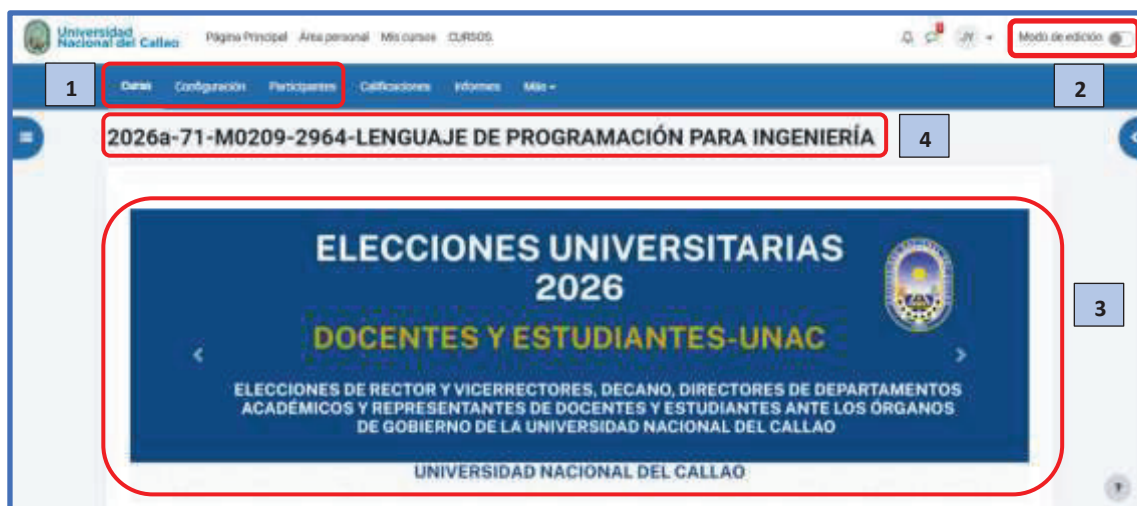 Universidad
Nacional del Callao
Página Principal Área personal Mis cursos CURSOS
Modo de edición
1
Curso Configuración Participantes Calificaciones Informes Más
2
2026a-71-M0209-2964-LENGUAJE DE PROGRAMACIÓN PARA INGENIERÍA
4
ELECCIONES UNIVERSITARIAS
2026
DOCENTES Y ESTUDIANTES-UNAC
3
ELECCIONES DE RECTOR Y VICERRECTORES, DECANO, DIRECTORES DE DEPARTAMENTOS
ACADÉMICOS Y REPRESENTANTES DE DOCENTES Y ESTUDIANTES ANTE LOS ÓRGANOS
DE GOBIERNO DE LA UNIVERSIDAD NACIONAL DEL CALLAO
UNIVERSIDAD NACIONAL DEL CALLAO
?